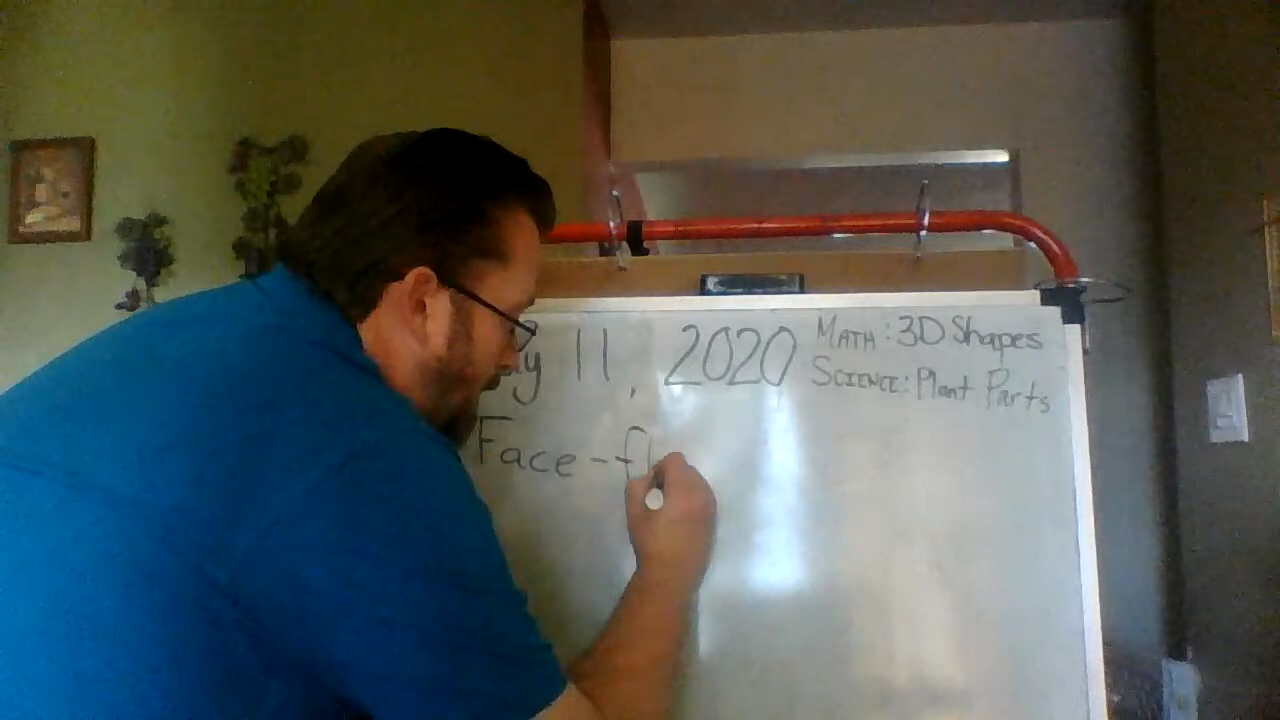 11, 2020
MATH: 3D Shapes
SCIENCE: Plant Parts
Face - fl